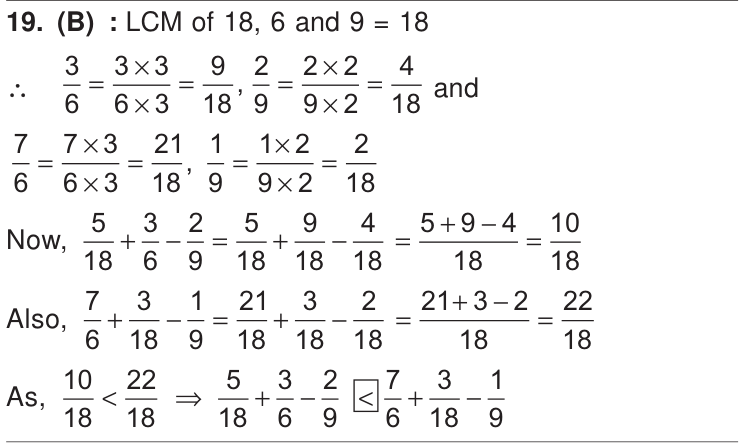 19. (B) : LCM of 18, 6 and 9 = 18
∴ 3/6 = 3×3/6×3 = 9/18, 2/9 = 2×2/9×2 = 4/18 and
7/6 = 7×3/6×3 = 21/18, 1/9 = 1×2/9×2 = 2/18
Now, 5/18 + 3/6 − 2/9 = 5/18 + 9/18 − 4/18 = 5+9−4/18 = 10/18
Also, 7/6 + 3/18 − 1/9 = 21/18 + 3/18 − 2/18 = 21+3−2/18 = 22/18
As, 10/18 < 22/18 ⇒ 5/18 + 3/6 − 2/9 < 7/6 + 3/18 − 1/9